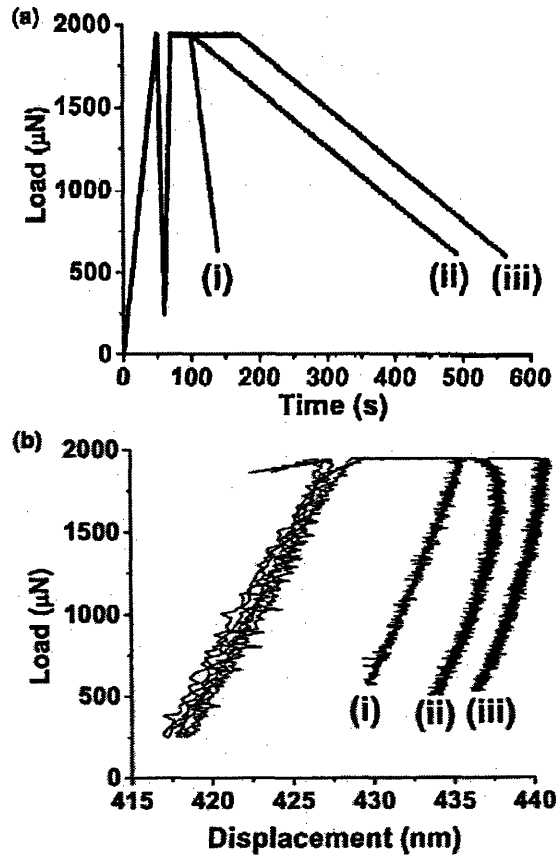 (a)
2000
1500
1000
500
0
Load (μN)
(i)
(ii)
(iii)
0 100 200 300 400 500 600
Time (s)
(b)
2000
1500
1000
500
0
Load (μN)
(i)
(ii)
(iii)
415 420 425 430 435 440
Displacement (nm)